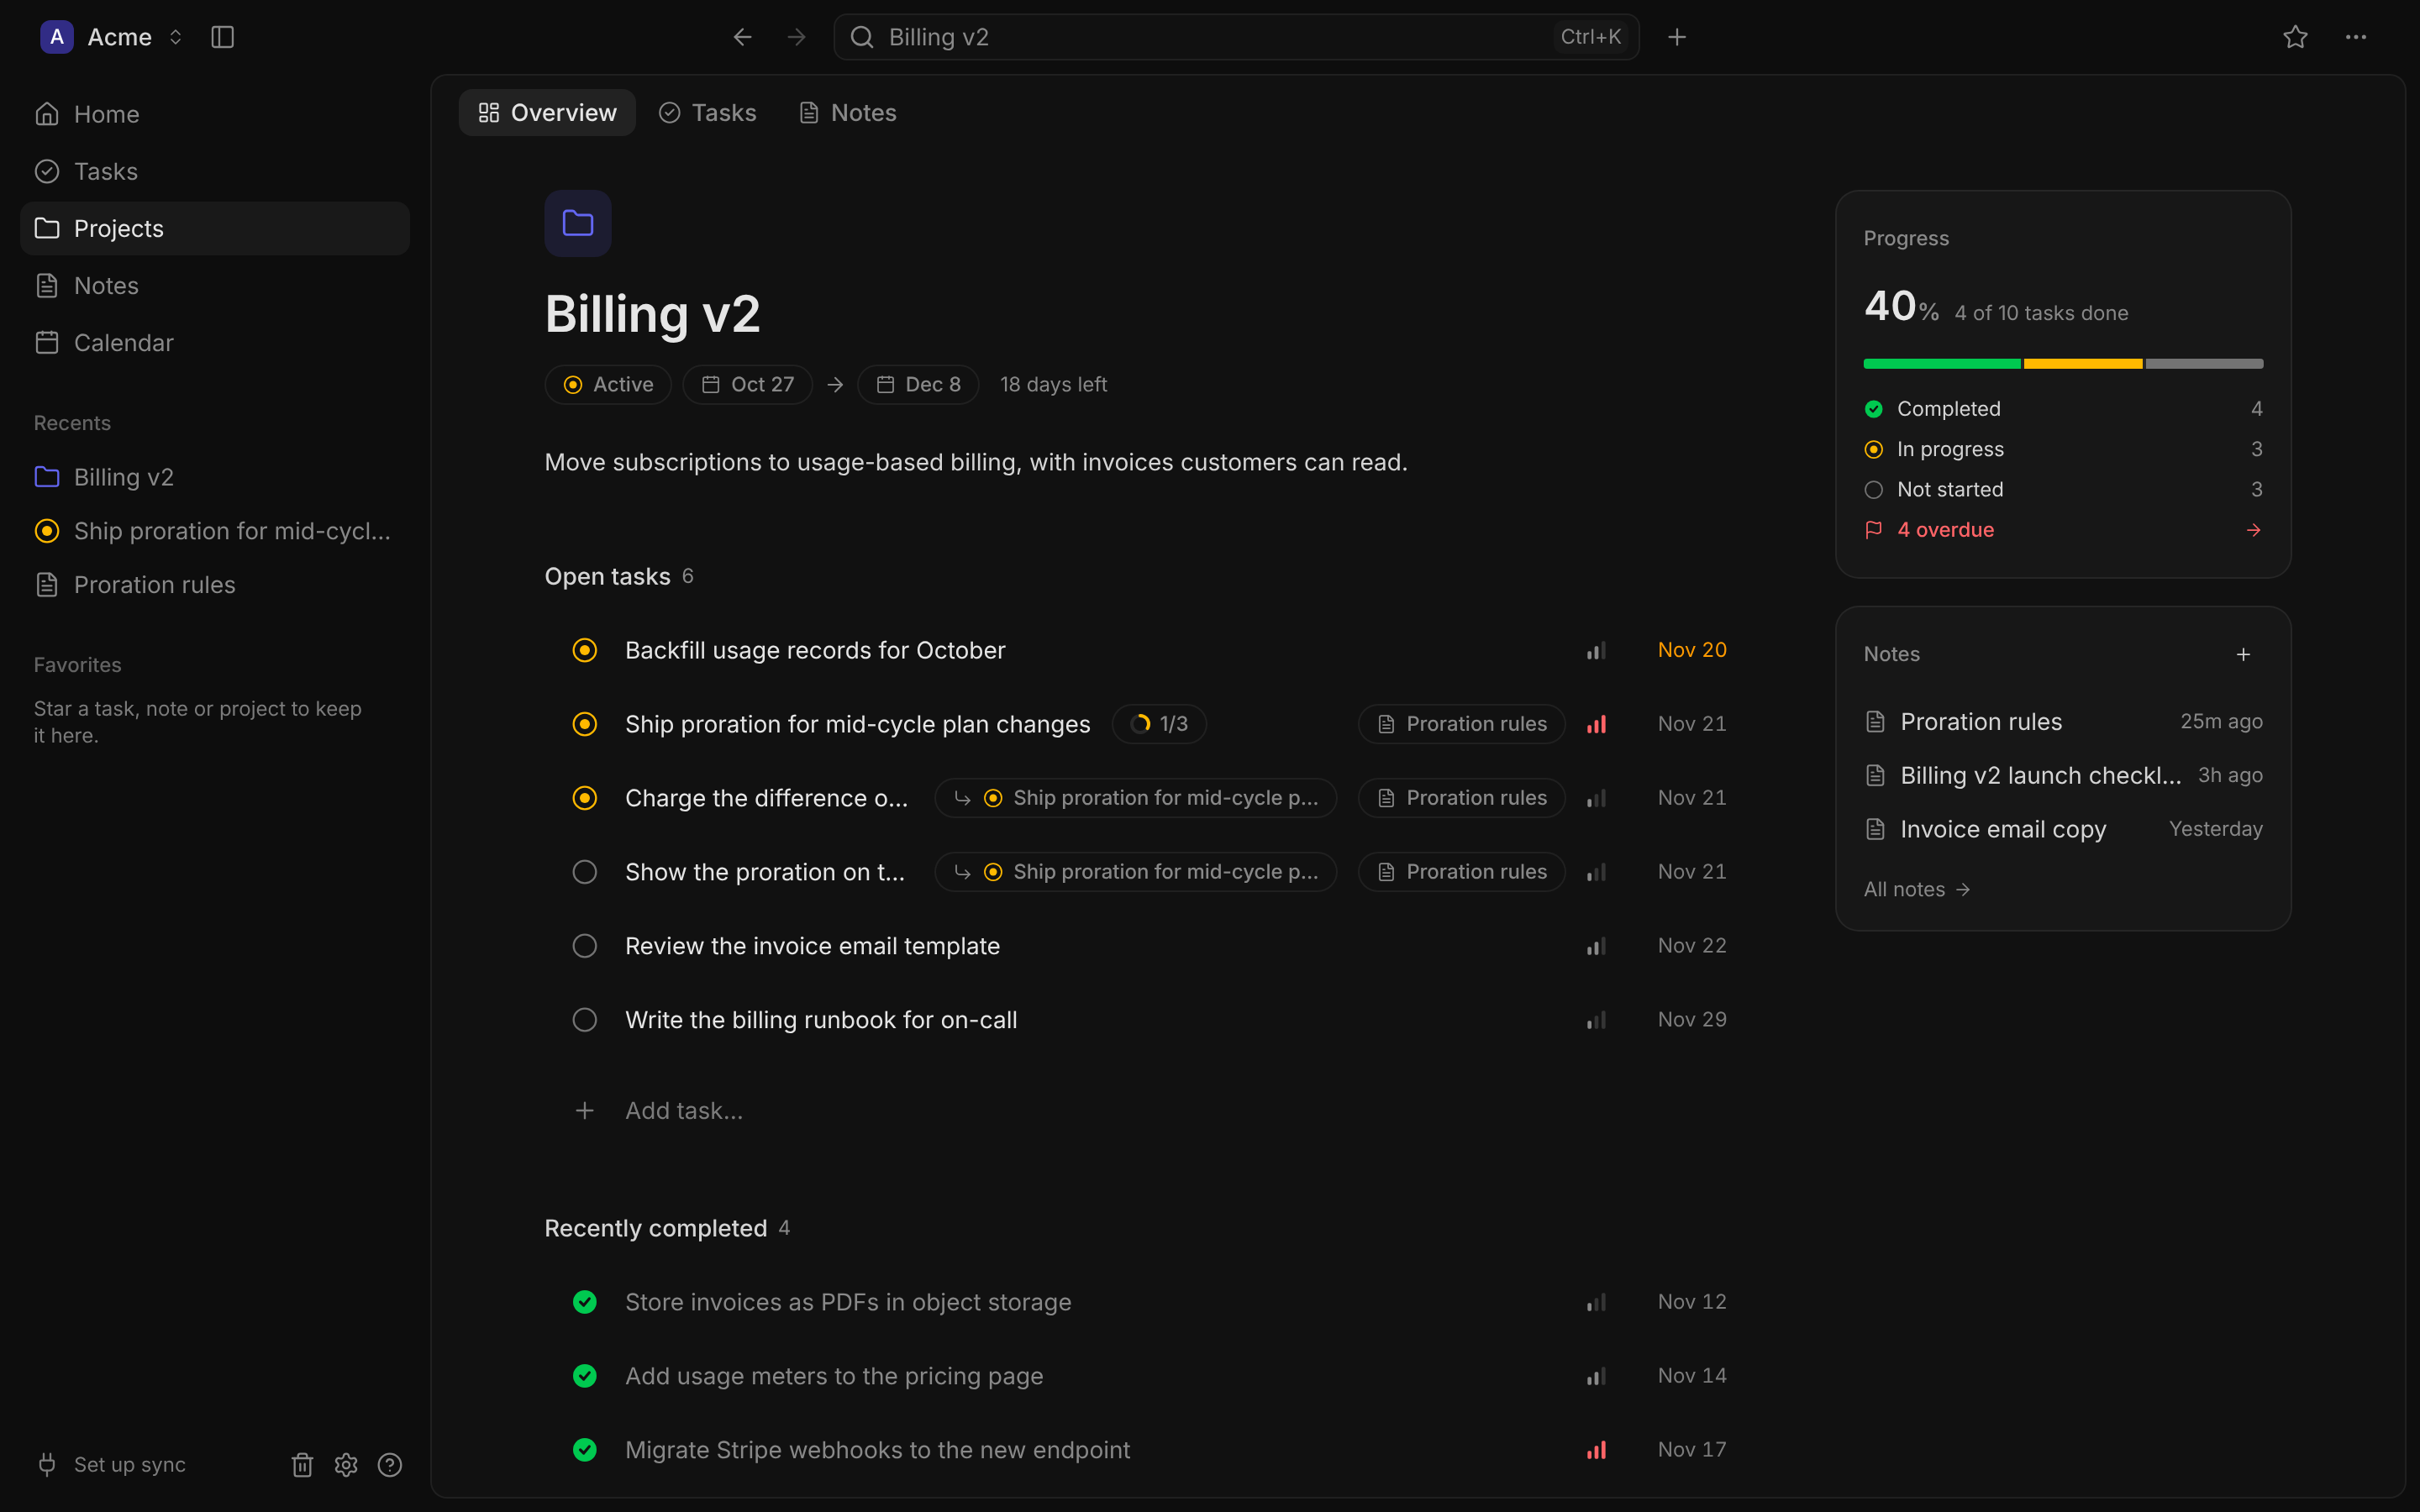 A Acme
Billing v2 Ctrl+K
Home
Tasks
Projects
Notes
Calendar
Recents
Billing v2
Ship proration for mid-cycl...
Proration rules
Favorites
Star a task, note or project to keep
it here.
Set up sync
Overview Tasks Notes
Billing v2
Active Oct 27 Dec 8 18 days left
Move subscriptions to usage-based billing, with invoices customers can read.
Open tasks 6
Backfill usage records for October Nov 20
Ship proration for mid-cycle plan changes 1/3 Proration rules Nov 21
Charge the difference o... Ship proration for mid-cycle p... Proration rules Nov 21
Show the proration on t... Ship proration for mid-cycle p... Proration rules Nov 21
Review the invoice email template Nov 22
Write the billing runbook for on-call Nov 29
Add task...
Recently completed 4
Store invoices as PDFs in object storage Nov 12
Add usage meters to the pricing page Nov 14
Migrate Stripe webhooks to the new endpoint Nov 17
Progress
40% 4 of 10 tasks done
Completed 4
In progress 3
Not started 3
4 overdue
Notes
Proration rules 25m ago
Billing v2 launch checkl... 3h ago
Invoice email copy Yesterday
All notes